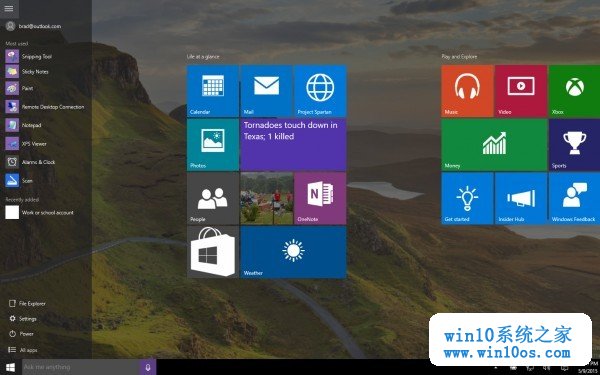 brad@outlook.com
Most used
Snipping Tool
Sticky Notes
Paint
Remote Desktop Connection
Notepad
XPS Viewer
Alarms & Clock
Scan
Recently added
Work or school account
File Explorer
Settings
Power
All apps
Ask me anything
Life at a glance
Calendar
Mail
Project Spartan
Photos
Tornadoes touch down in
Texas; 1 killed
People
OneNote
Weather
Play and Explore
Music
Video
Xbox
Money
Sports
Get started
Insider Hub
Windows Feedback
win10系统之家
www.win10os.com
PM
5/9/2015